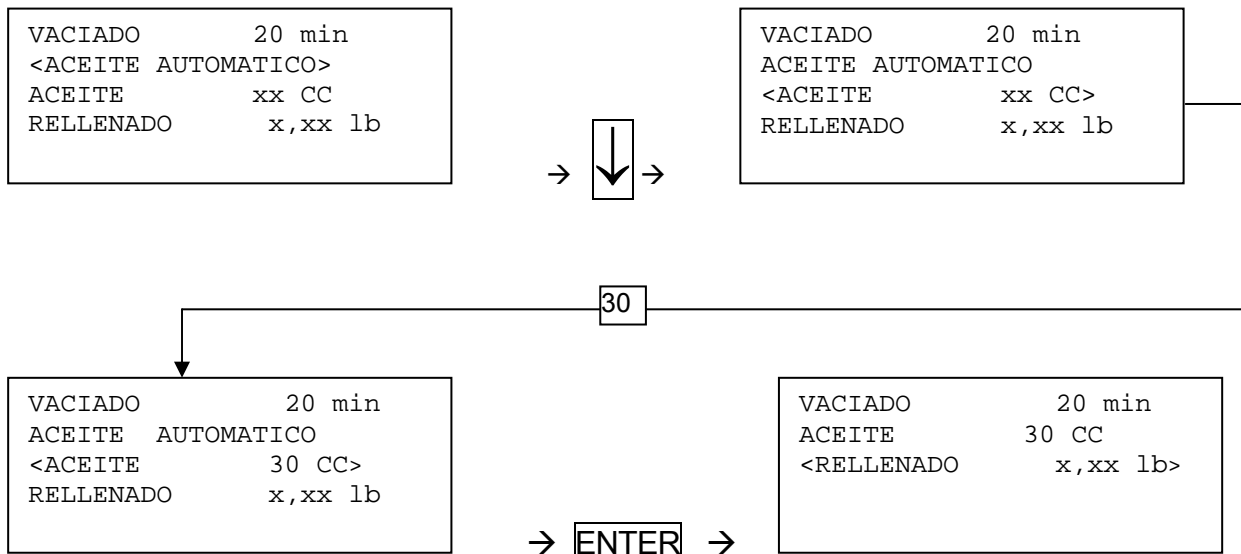 VACIADO 20 min
<ACEITE AUTOMATICO>
ACEITE xx CC
RELLENADO x,xx lb
→ ↓ →
VACIADO 20 min
ACEITE AUTOMATICO
<ACEITE xx CC>
RELLENADO x,xx lb
30
VACIADO 20 min
ACEITE AUTOMATICO
<ACEITE 30 CC>
RELLENADO x,xx lb
→ ENTER →
VACIADO 20 min
ACEITE 30 CC
<RELLENADO x,xx lb>